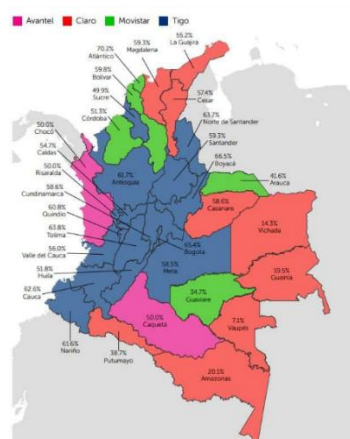 Avantel Claro Movistar Tigo
55.2%
La Guajira
59.3%
Magdalena
70.2%
Atlántico
59.8%
Bolívar
49.9%
Sucre
51.3%
Córdoba
57.4%
Cesar
63.7%
Norte de Santander
59.3%
Santander
66.5%
Boyacá
41.6%
Arauca
50.0%
Chocó
54.7%
Caldas
50.0%
Risaralda
58.6%
Cundinamarca
60.8%
Quindío
63.8%
Tolima
56.0%
Valle del Cauca
51.8%
Huila
62.6%
Cauca
61.6%
Nariño
38.7%
Putumayo
61.7%
Antioquia
58.6%
Casanare
14.3%
Vichada
65.4%
Bogota
58.5%
Meta
19.5%
Guainia
34.7%
Guaviare
7.1%
Vaupés
50.0%
Caquetá
20.1%
Amazonas